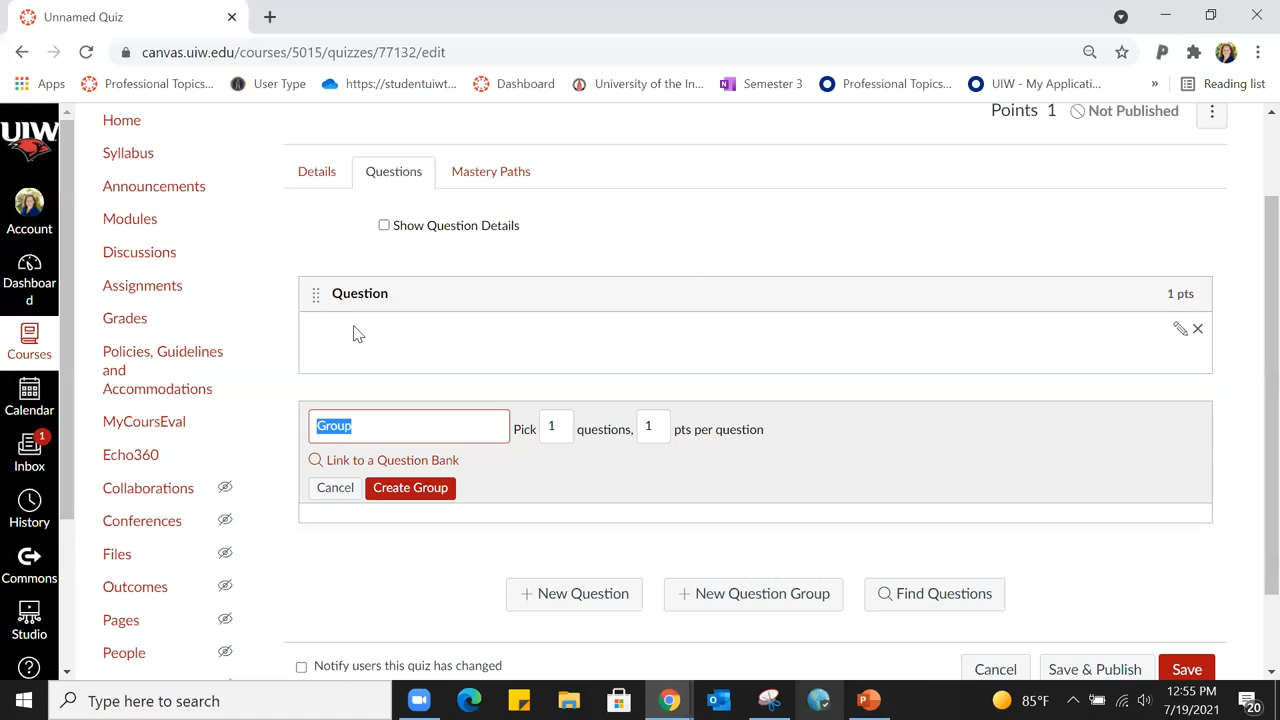 Unnamed Quiz
canvas.uiw.edu/courses/5015/quizzes/77132/edit
Apps Professional Topics... User Type https://studentuiwt... Dashboard University of the In... Semester 3 Professional Topics... UIW - My Applicati... » Reading list
UIW
Account
Dashboar
d
Courses
Calendar
1
Inbox
History
Commons
Studio
Home
Syllabus
Announcements
Modules
Discussions
Assignments
Grades
Policies, Guidelines
and
Accommodations
MyCoursEval
Echo360
Collaborations
Conferences
Files
Outcomes
Pages
People
Points 1 Not Published
Details Questions Mastery Paths
Show Question Details
Question 1 pts
Group Pick 1 questions, 1 pts per question
Link to a Question Bank
Cancel Create Group
+ New Question + New Question Group Find Questions
Notify users this quiz has changed Cancel Save & Publish Save
Type here to search 85°F 12:55 PM
7/19/2021 20